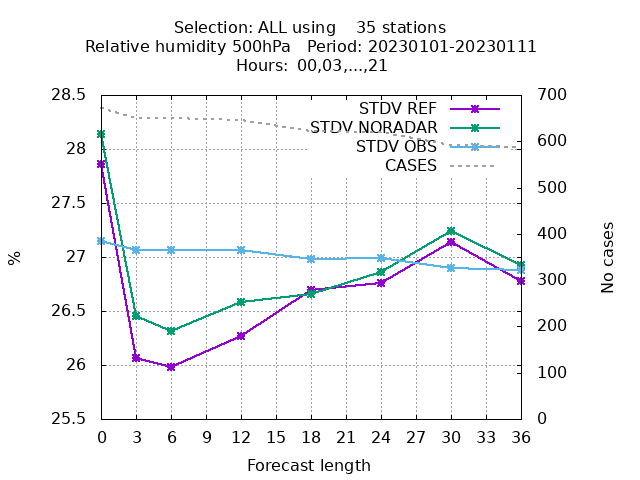 Selection: ALL using    35 stations
Relative humidity 500hPa   Period: 20230101-20230111
Hours: 00,03,...,21
28.5
28
27.5
27
26.5
26
25.5
%
700
600
500
400
300
200
100
0
No cases
STDV REF
STDV NORADAR
STDV OBS
CASES
0 3 6 9 12 15 18 21 24 27 30 33 36
Forecast length